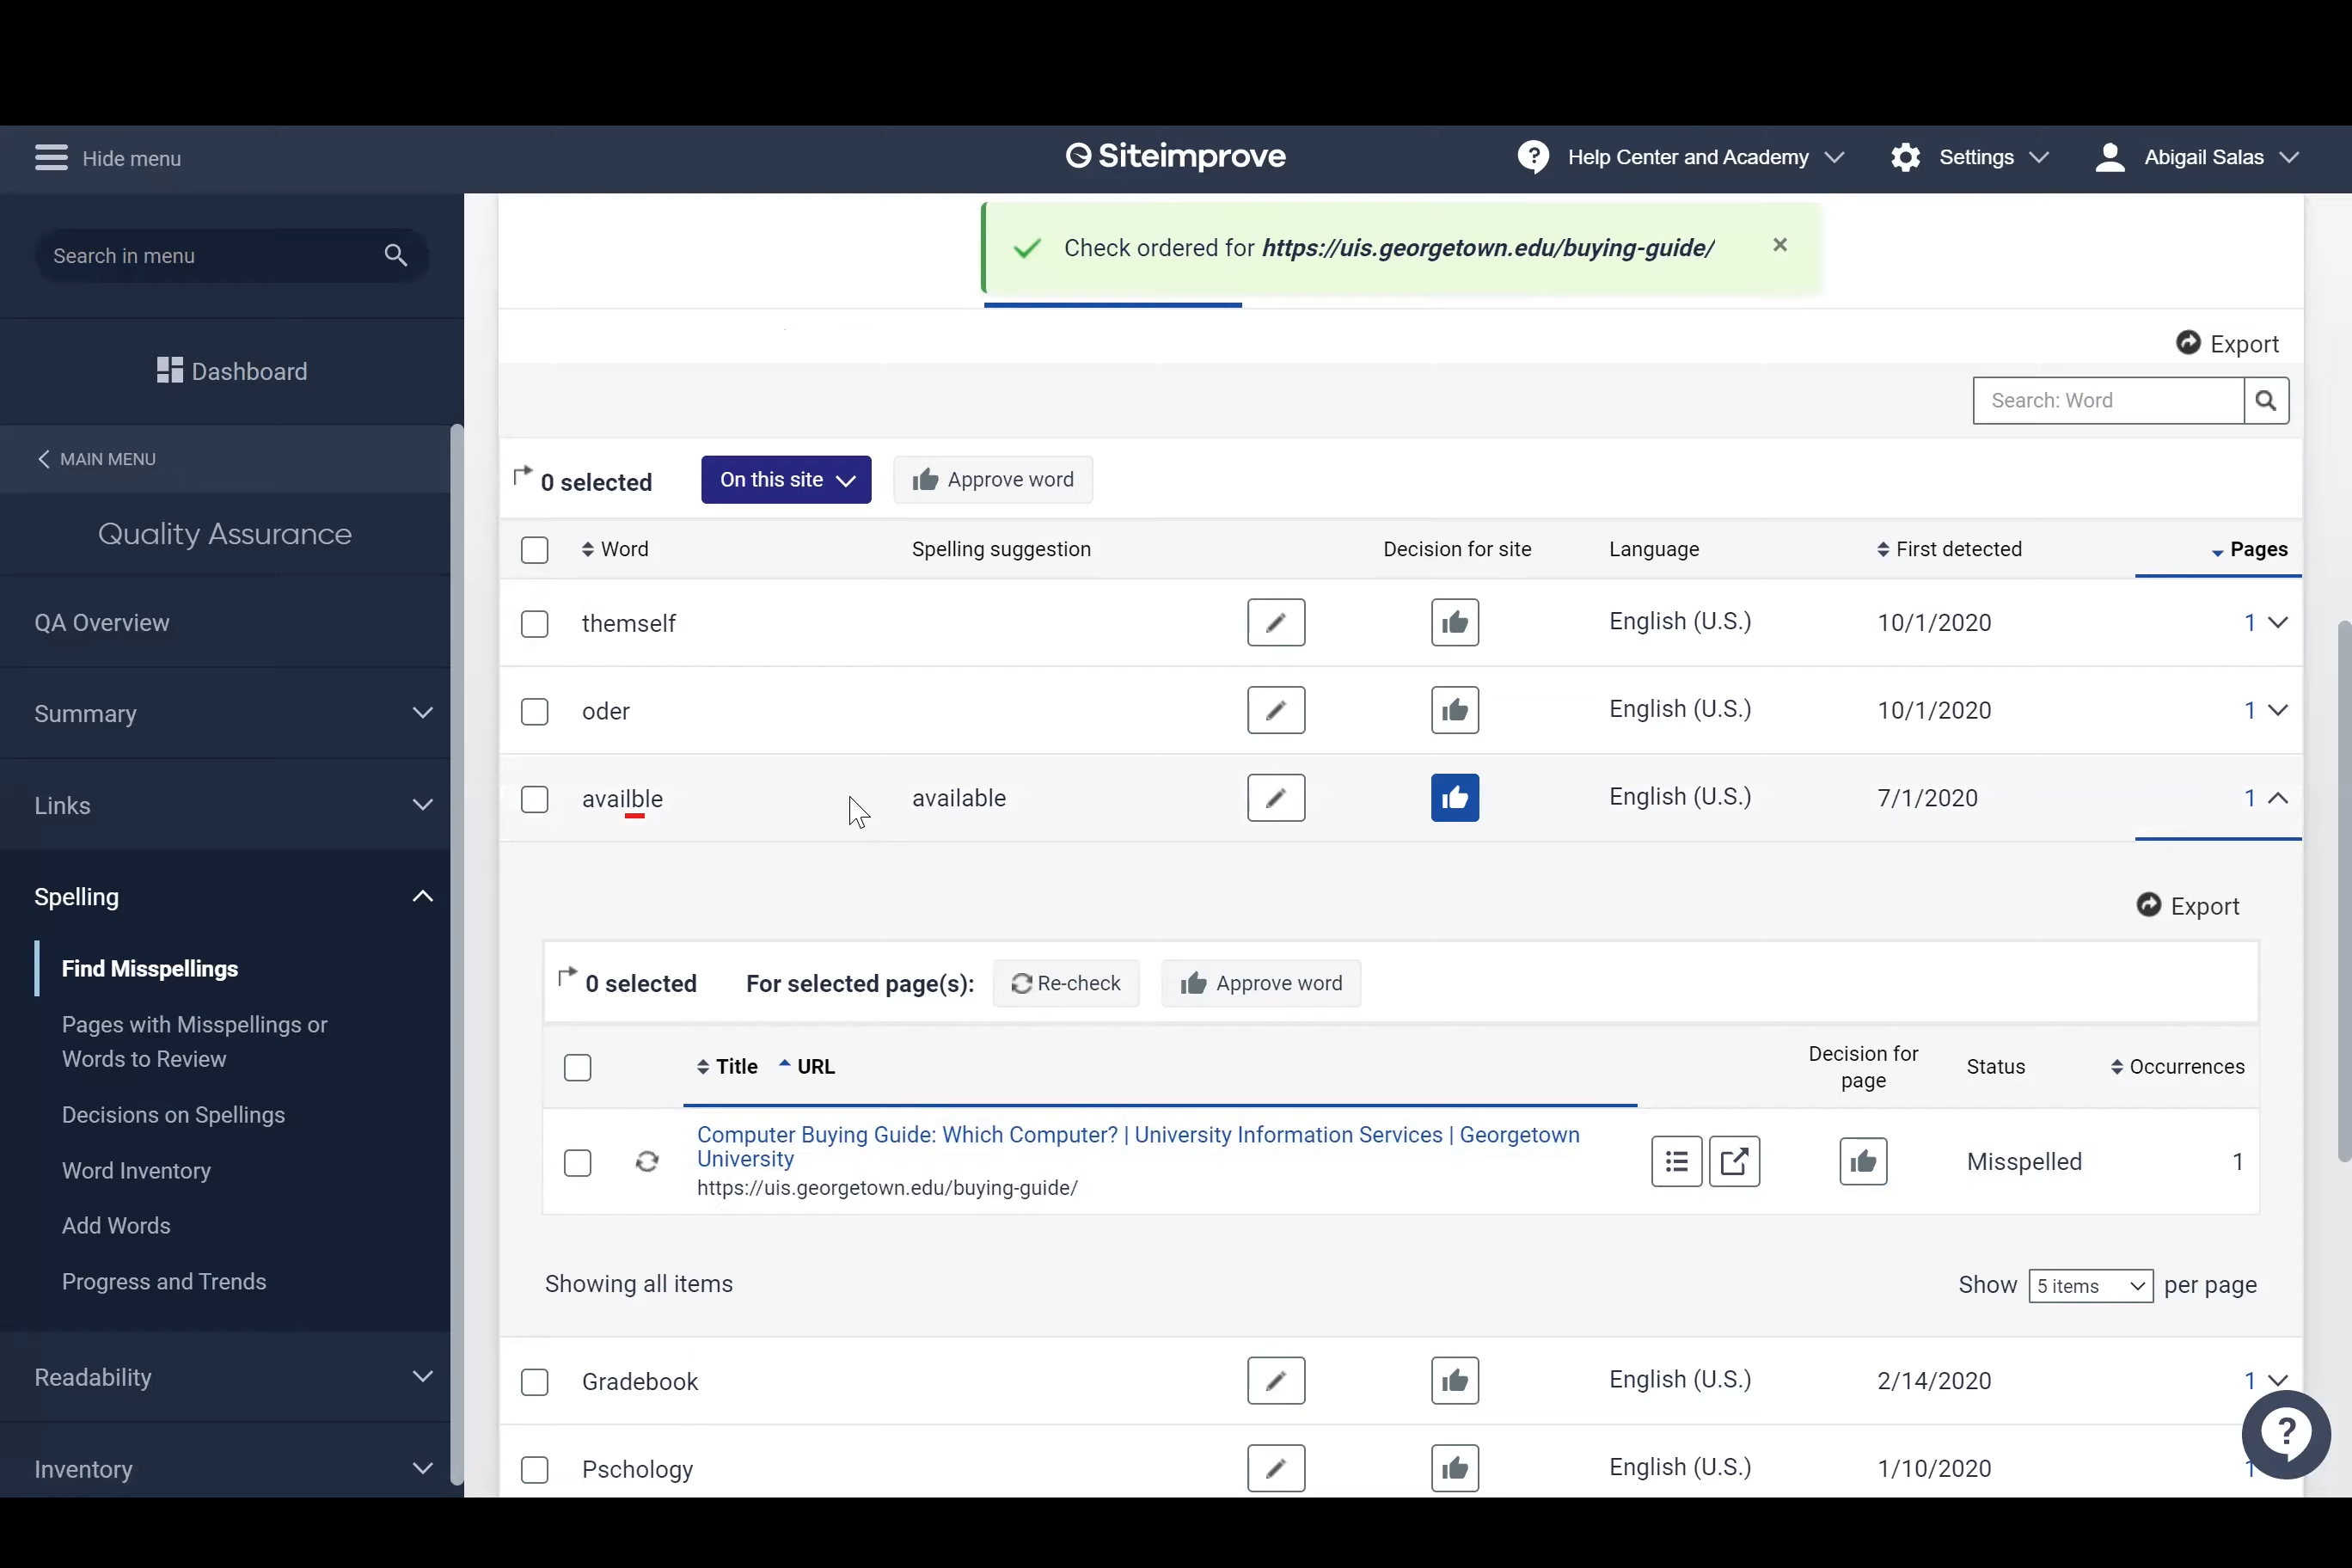 Hide menu
Siteimprove
Help Center and Academy
Settings
Abigail Salas
Search in menu
Dashboard
MAIN MENU
Quality Assurance
QA Overview
Summary
Links
Spelling
Find Misspellings
Pages with Misspellings or
Words to Review
Decisions on Spellings
Word Inventory
Add Words
Progress and Trends
Readability
Inventory
Check ordered for https://uis.georgetown.edu/buying-guide/
Export
Search: Word
0 selected On this site Approve word
Word Spelling suggestion Decision for site Language First detected Pages
themself English (U.S.) 10/1/2020 1
oder English (U.S.) 10/1/2020 1
availble available English (U.S.) 7/1/2020 1
Export
0 selected For selected page(s): Re-check Approve word
Title URL Decision for page Status Occurrences
Computer Buying Guide: Which Computer? | University Information Services | Georgetown
University
https://uis.georgetown.edu/buying-guide/
Misspelled 1
Showing all items Show 5 items per page
Gradebook English (U.S.) 2/14/2020 1
Pschology English (U.S.) 1/10/2020 1